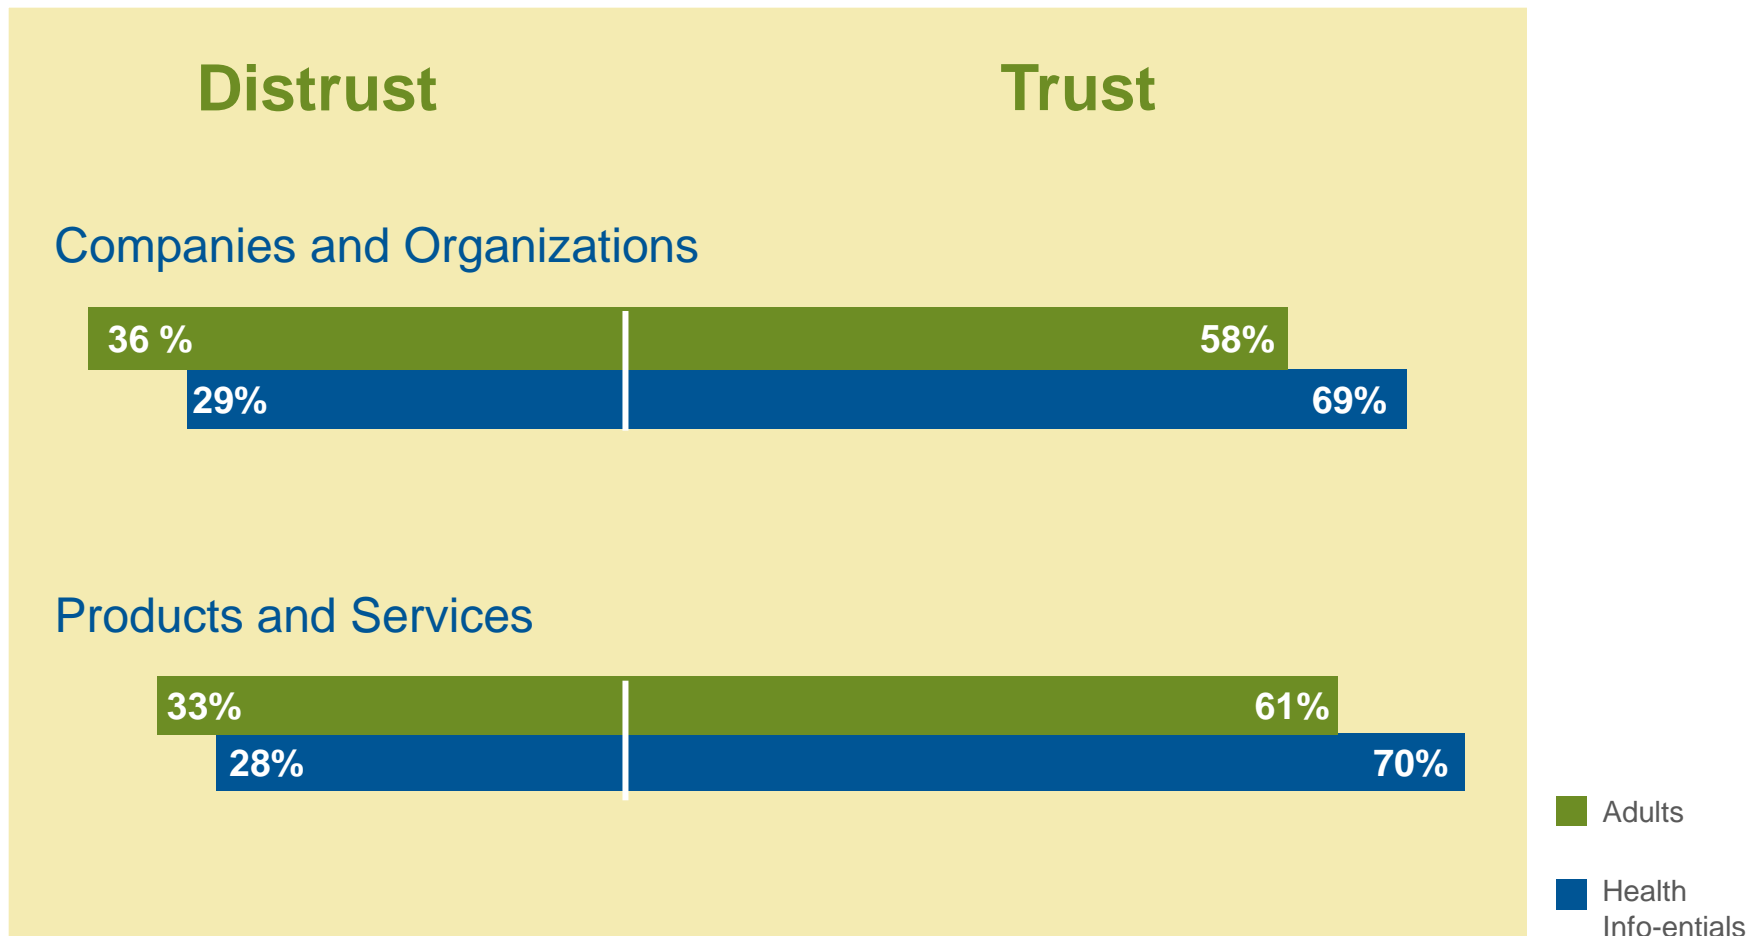 Distrust Trust
Companies and Organizations
36 % 58%
29% 69%
Products and Services
33% 61%
28% 70%
Adults
Health
Info-entials